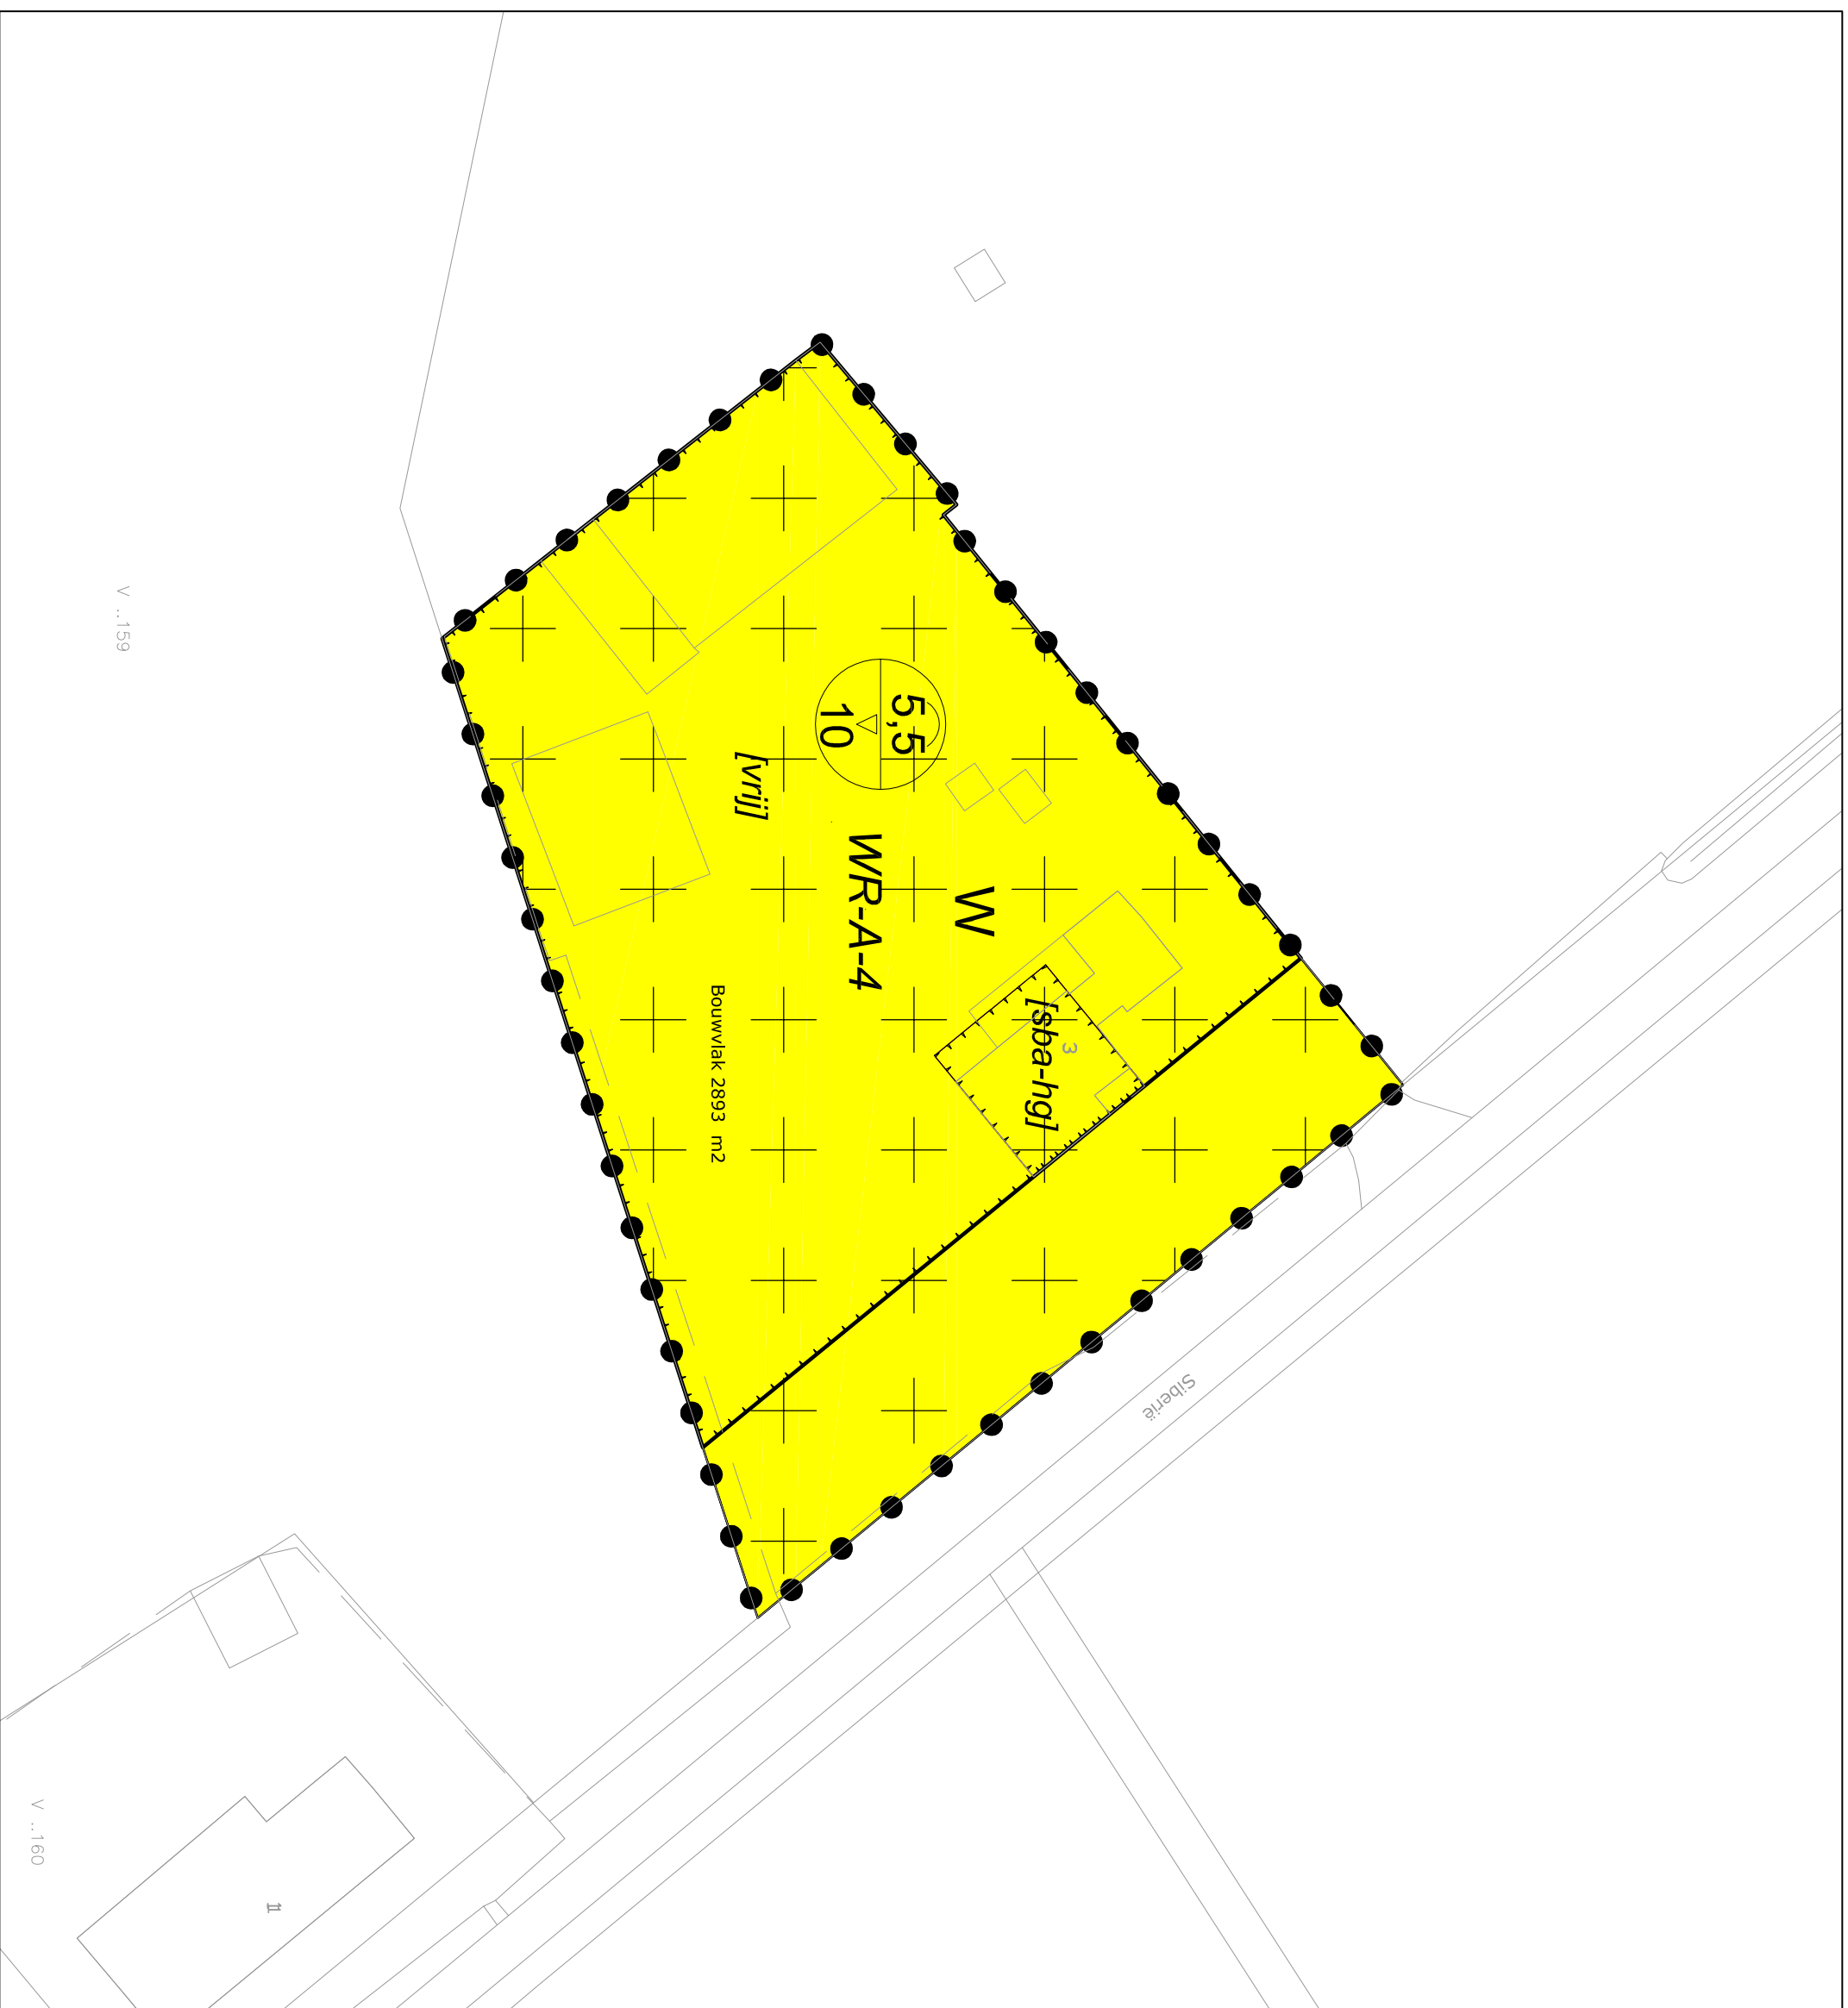 5,5
10
[vrij]
WR-A-4
W
[sba-hg]
3
Bouwvlak 2893 m2
Siberië
V ..159
V ..160
11